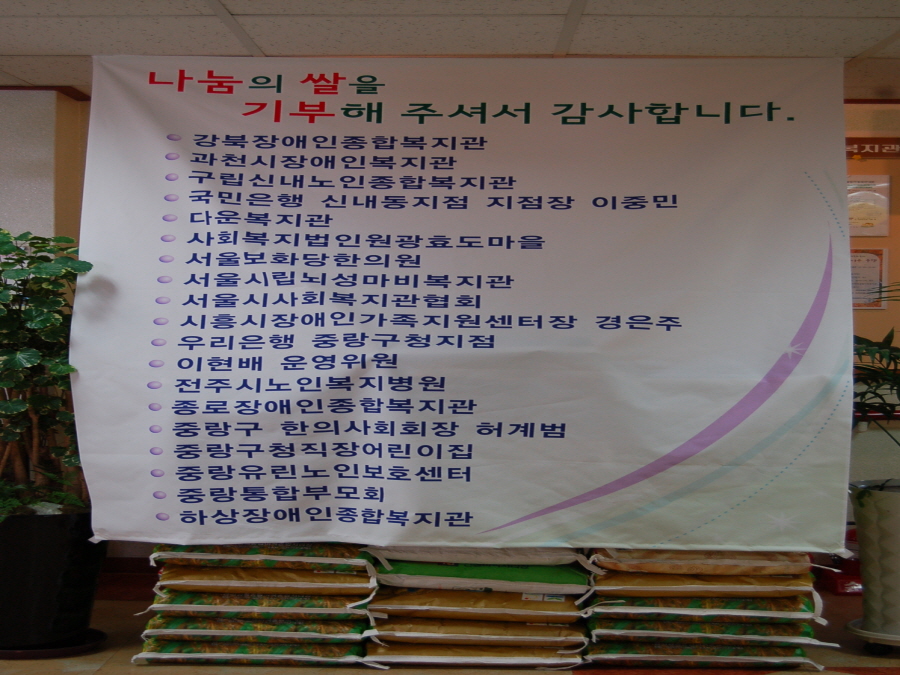 나눔의 쌀을
기부해 주셔서 감사합니다.
강북장애인종합복지관
과천시장애인복지관
구립신내노인종합복지관
국민은행 신내동지점 지점장 이중민
다운복지관
사회복지법인원광효도마을
서울보화당한의원
서울시립뇌성마비복지관
서울시사회복지관협회
시흥시장애인가족지원센터장 경은주
우리은행 중랑구청지점
이현배 운영위원
전주시노인복지병원
종로장애인종합복지관
중랑구 한의사회회장 허계범
중랑구청직장어린이집
중랑유린노인보호센터
중랑통합부모회
하상장애인종합복지관
복지관